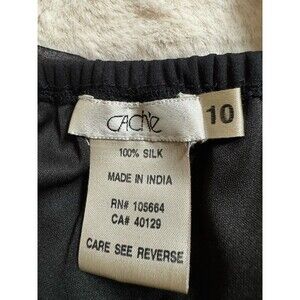 CACHE
10
100% SILK
MADE IN INDIA
RN# 105664
CA# 40129
CARE SEE REVERSE